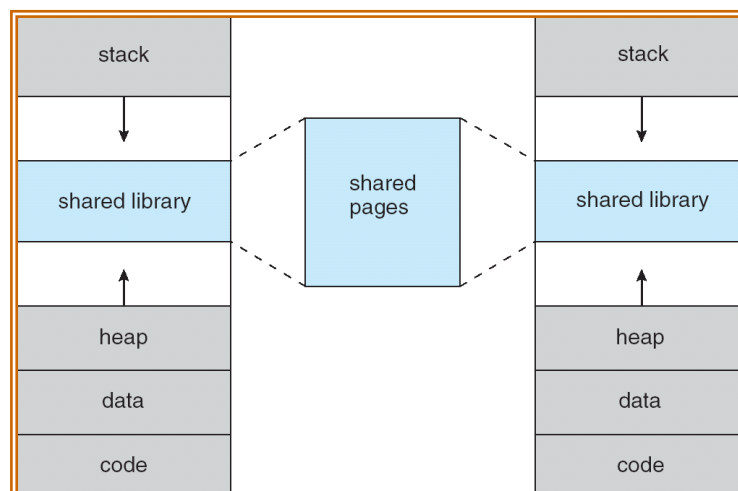 stack
stack
shared library
shared
pages
shared library
heap
heap
data
data
code
code